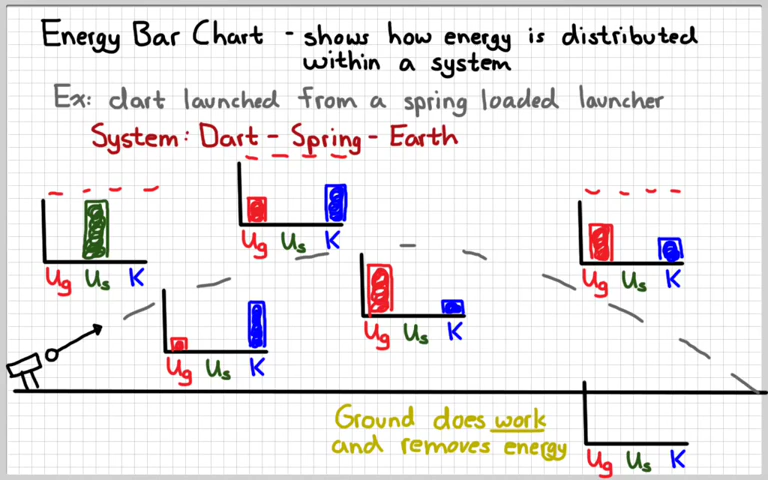 Energy Bar Chart - shows how energy is distributed
within a system
Ex: dart launched from a spring loaded launcher
System: Dart - Spring - Earth
Ug Us K
Ug Us K
Ug Us K
Ug Us K
Ug Us K
Ground does work
and removes energy
Ug Us K